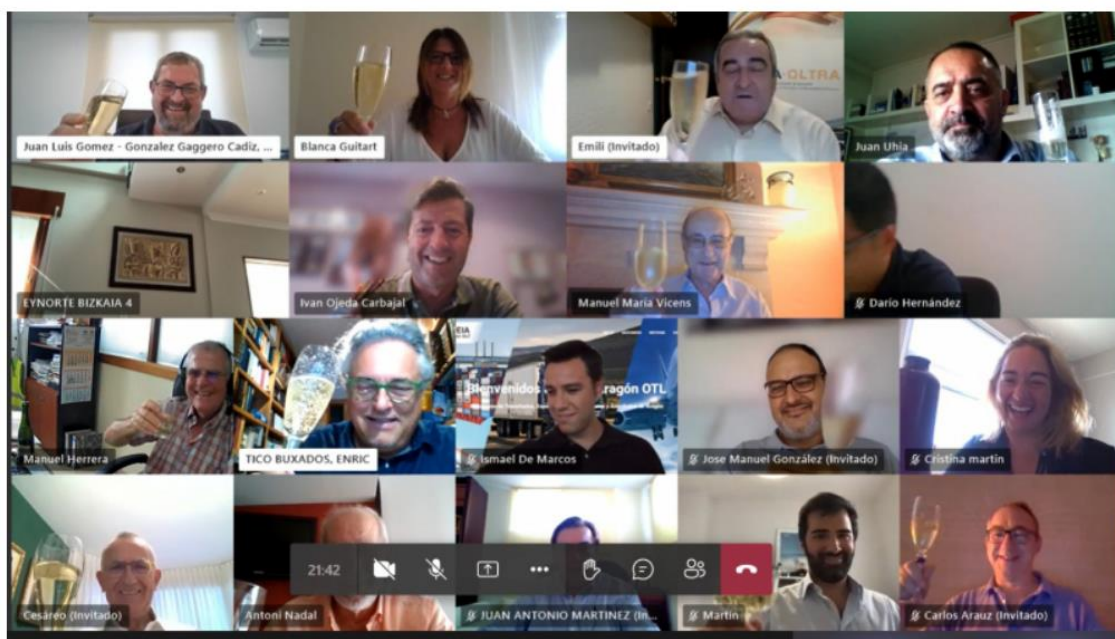 A-OLTRA
Juan Luis Gomez - Gonzalez Gaggero Cadiz, ...
Blanca Guitart
Emili (Invitado)
Juan Uhia
EYNORTE BIZKAIA 4
Ivan Ojeda Carbajal
Manuel Maria Vicens
Darío Hernández
EIA
Bienvenidos
ragón OTL
Manuel Herrera
TICO BUXADOS, ENRIC
Ismael De Marcos
Jose Manuel González (Invitado)
Cristina martin
21:42
Cesáreo (Invitado)
Antoni Nadal
JUAN ANTONIO MARTINEZ (In...
Martín
Carlos Arauz (Invitado)